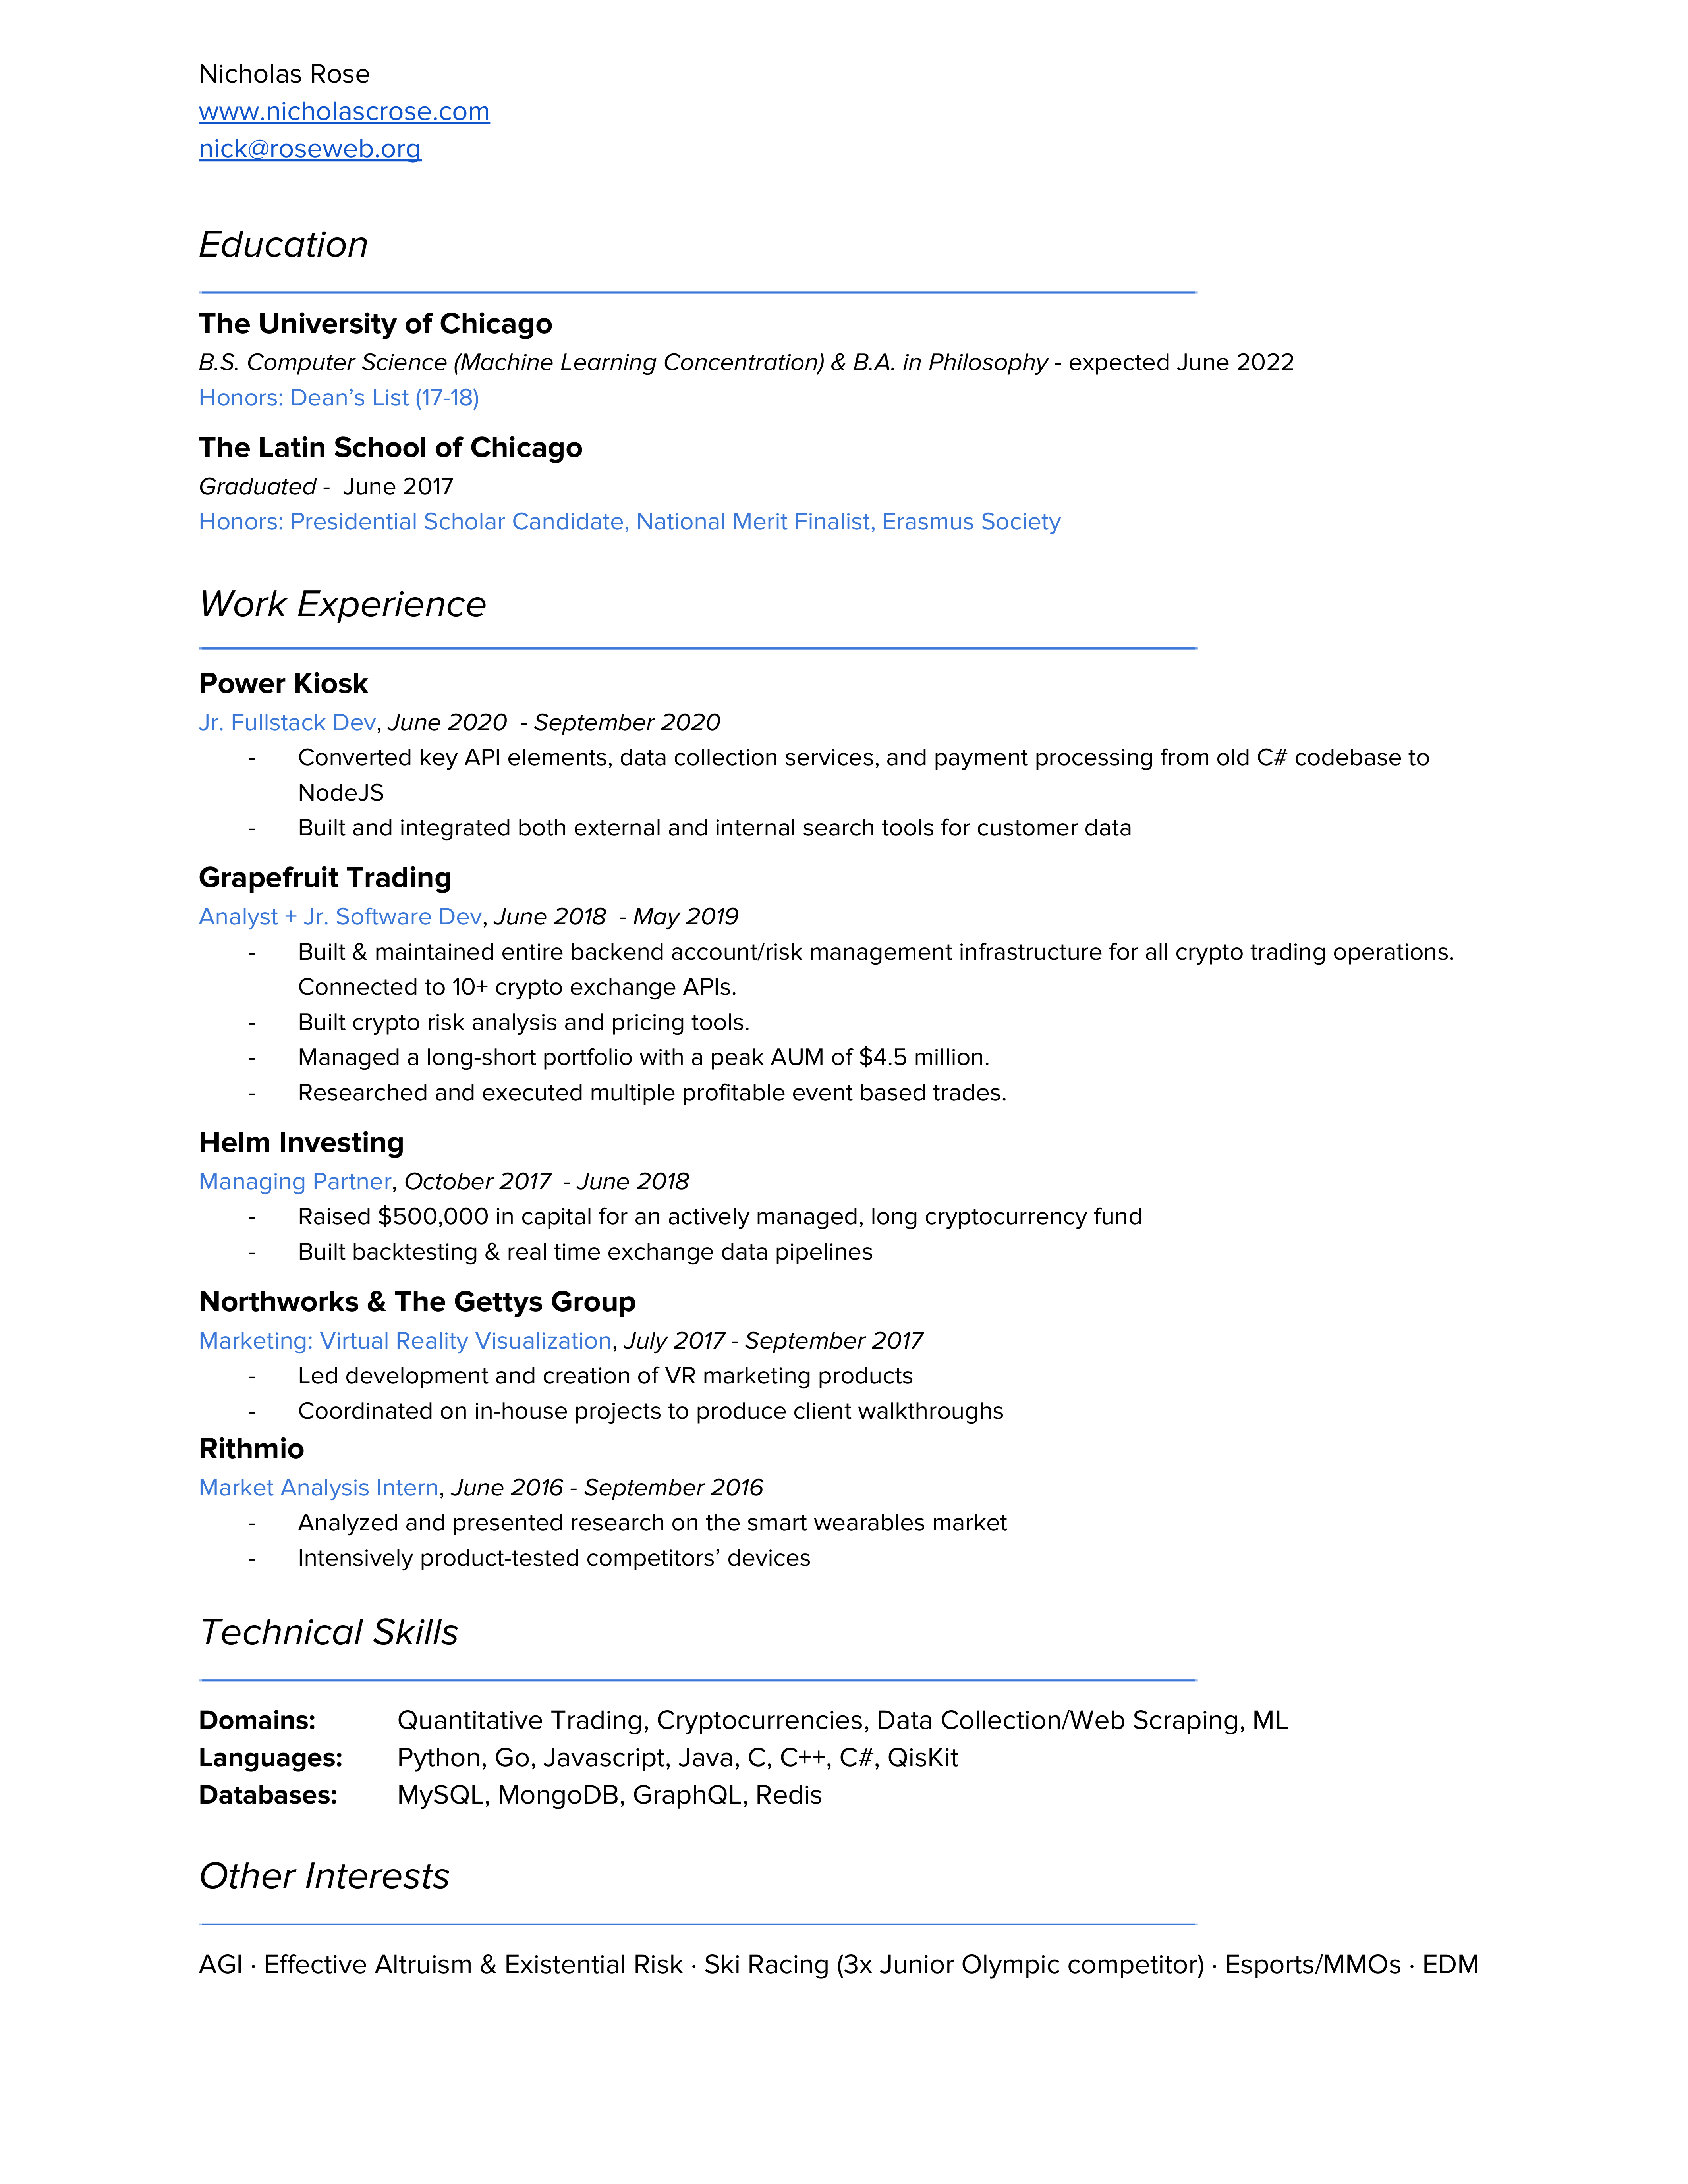 Nicholas Rose
www.nicholascrose.com
nick@roseweb.org
Education
The University of Chicago
B.S. Computer Science (Machine Learning Concentration) & B.A. in Philosophy - expected June 2022
Honors: Dean’s List (17-18)
The Latin School of Chicago
Graduated - June 2017
Honors: Presidential Scholar Candidate, National Merit Finalist, Erasmus Society
Work Experience
Power Kiosk
Jr. Fullstack Dev, June 2020 - September 2020
- Converted key API elements, data collection services, and payment processing from old C# codebase to
NodeJS
- Built and integrated both external and internal search tools for customer data
Grapefruit Trading
Analyst + Jr. Software Dev, June 2018 - May 2019
- Built & maintained entire backend account/risk management infrastructure for all crypto trading operations.
Connected to 10+ crypto exchange APIs.
- Built crypto risk analysis and pricing tools.
- Managed a long-short portfolio with a peak AUM of $4.5 million.
- Researched and executed multiple profitable event based trades.
Helm Investing
Managing Partner, October 2017 - June 2018
- Raised $500,000 in capital for an actively managed, long cryptocurrency fund
- Built backtesting & real time exchange data pipelines
Northworks & The Gettys Group
Marketing: Virtual Reality Visualization, July 2017 - September 2017
- Led development and creation of VR marketing products
- Coordinated on in-house projects to produce client walkthroughs
Rithmio
Market Analysis Intern, June 2016 - September 2016
- Analyzed and presented research on the smart wearables market
- Intensively product-tested competitors’ devices
Technical Skills
Domains: Quantitative Trading, Cryptocurrencies, Data Collection/Web Scraping, ML
Languages: Python, Go, Javascript, Java, C, C++, C#, QisKit
Databases: MySQL, MongoDB, GraphQL, Redis
Other Interests
AGI · Effective Altruism & Existential Risk · Ski Racing (3x Junior Olympic competitor) · Esports/MMOs · EDM